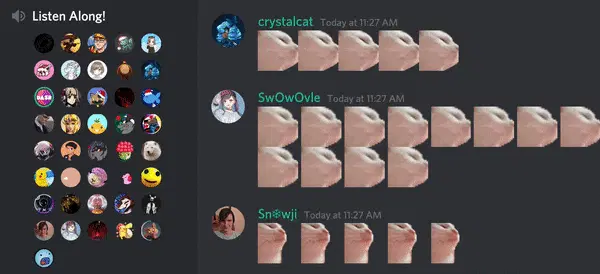 Listen Along!
crystalcat Today at 11:27 AM
SwOwOvle Today at 11:27 AM
Sn❄wji Today at 11:27 AM